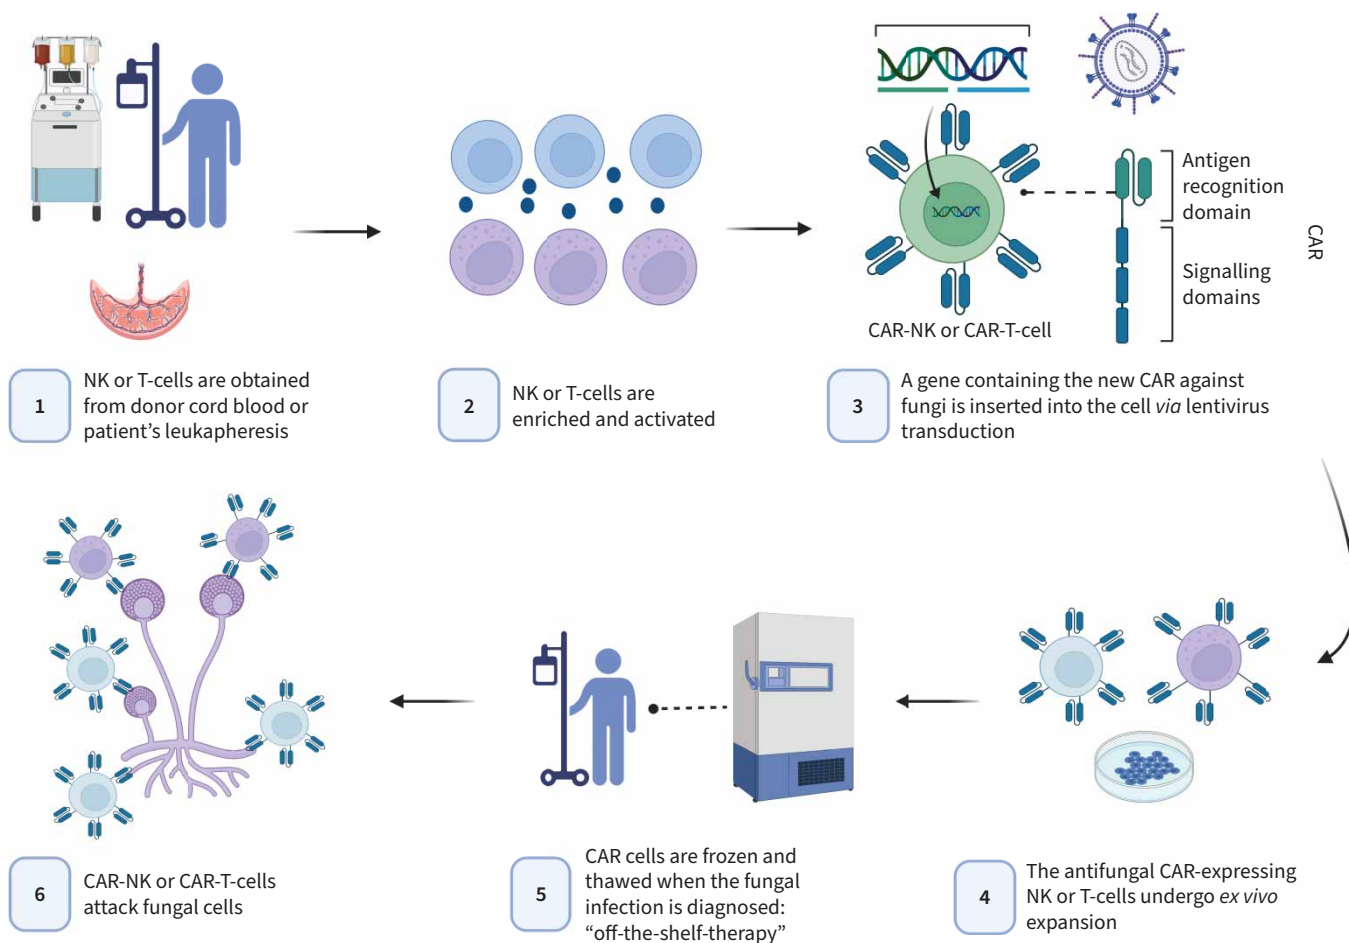 Antigen
recognition
domain
Signalling
domains
CAR
CAR-NK or CAR-T-cell
1
NK or T-cells are obtained
from donor cord blood or
patient's leukapheresis
2
NK or T-cells are
enriched and activated
3
A gene containing the new CAR against
fungi is inserted into the cell via lentivirus
transduction
4
The antifungal CAR-expressing
NK or T-cells undergo ex vivo
expansion
5
CAR cells are frozen and
thawed when the fungal
infection is diagnosed:
“off-the-shelf-therapy”
6
CAR-NK or CAR-T-cells
attack fungal cells